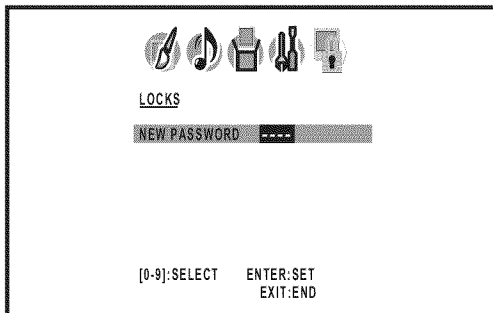 LOCKS
NEW PASSWORD ----
[0-9]:SELECT ENTER:SET
EXIT:END